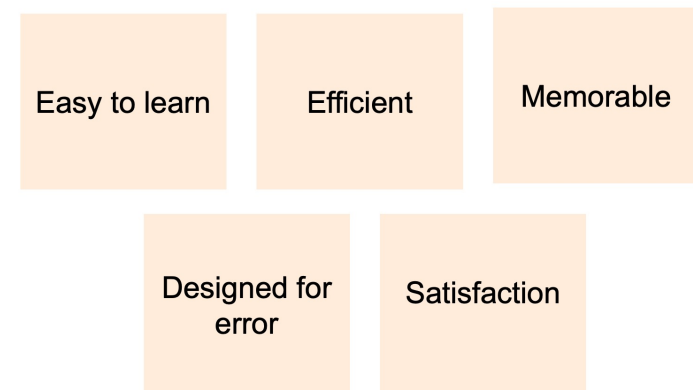 Easy to learn
Efficient
Memorable
Designed for
error
Satisfaction